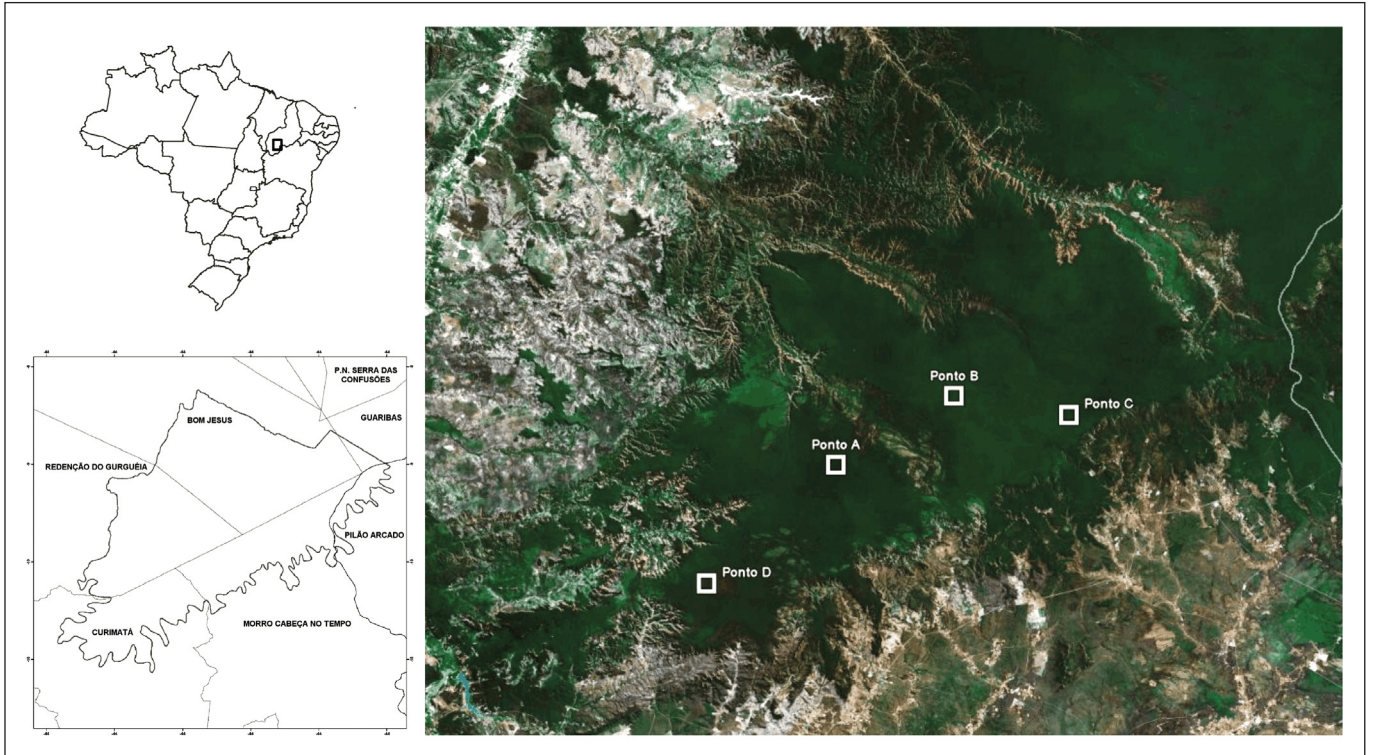 P.N. SERRA DAS
CONFUSÕES
BOM JESUS
GUARIBAS
REDENÇÃO DO GURGUÉIA
PILÃO ARCADO
CURIMATÁ
MORRO CABEÇA NO TEMPO
Ponto B
Ponto C
Ponto A
Ponto D